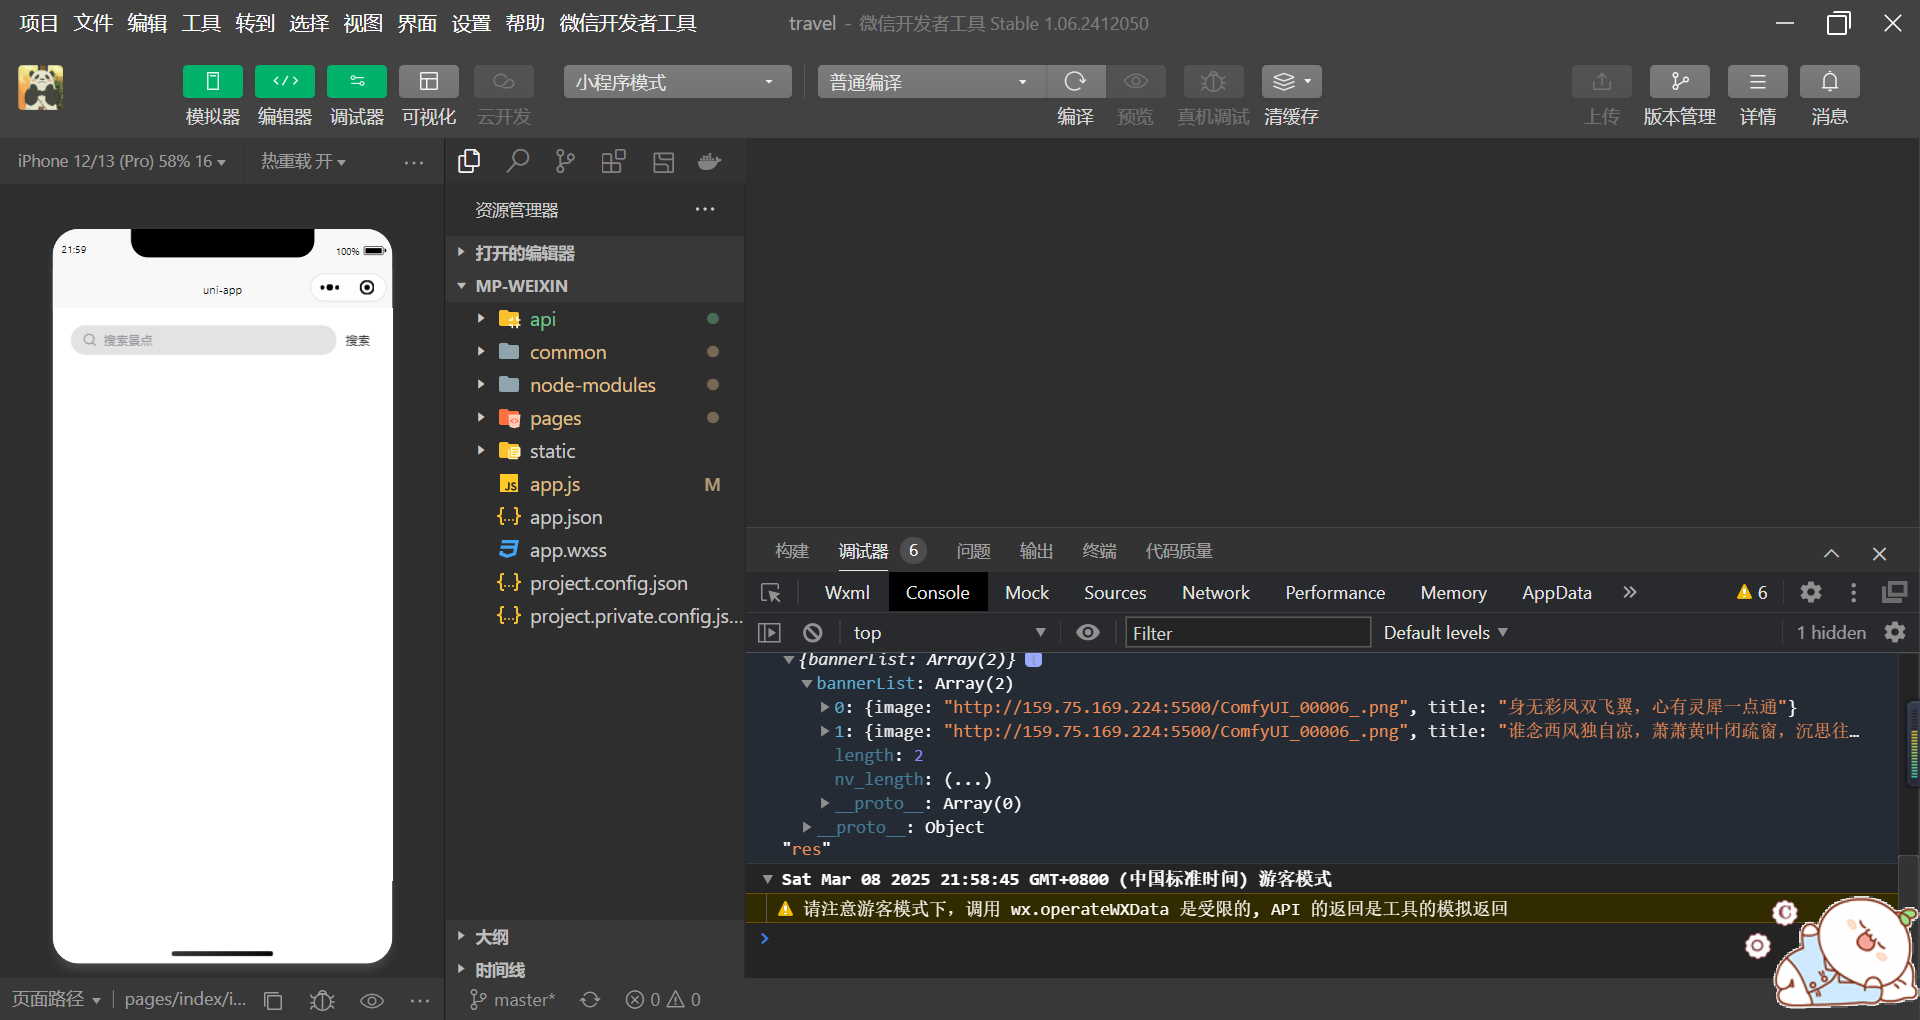 项目 文件 编辑 工具 转到 选择 视图 界面 设置 帮助 微信开发者工具
travel - 微信开发者工具 Stable 1.06.2412050
小程序模式
普通编译
模拟器 编辑器 调试器 可视化 云开发
编译 预览 真机调试 清缓存
上传 版本管理 详情 消息
iPhone 12/13 (Pro) 58% 16
热重载 开
21:59
100%
uni-app
搜索景点
搜索
资源管理器
打开的编辑器
MP-WEIXIN
api
common
node-modules
pages
static
JS app.js M
app.json
app.wxss
project.config.json
project.private.config.js...
大纲
时间线
构建 调试器 6 问题 输出 终端 代码质量
Wxml Console Mock Sources Network Performance Memory AppData » 6
top Filter Default levels 1 hidden
{bannerList: Array(2)} i
bannerList: Array(2)
0: {image: "http://159.75.169.224:5500/ComfyUI_00006_.png", title: "身无彩凤双飞翼，心有灵犀一点通"}
1: {image: "http://159.75.169.224:5500/ComfyUI_00006_.png", title: "谁念西风独自凉，萧萧黄叶闭疏窗，沉思往…
length: 2
nv_length: (...)
__proto__: Array(0)
__proto__: Object
"res"
Sat Mar 08 2025 21:58:45 GMT+0800 (中国标准时间) 游客模式
请注意游客模式下，调用 wx.operateWXData 是受限的, API 的返回是工具的模拟返回
C
页面路径 pages/index/i...
master* 0 0